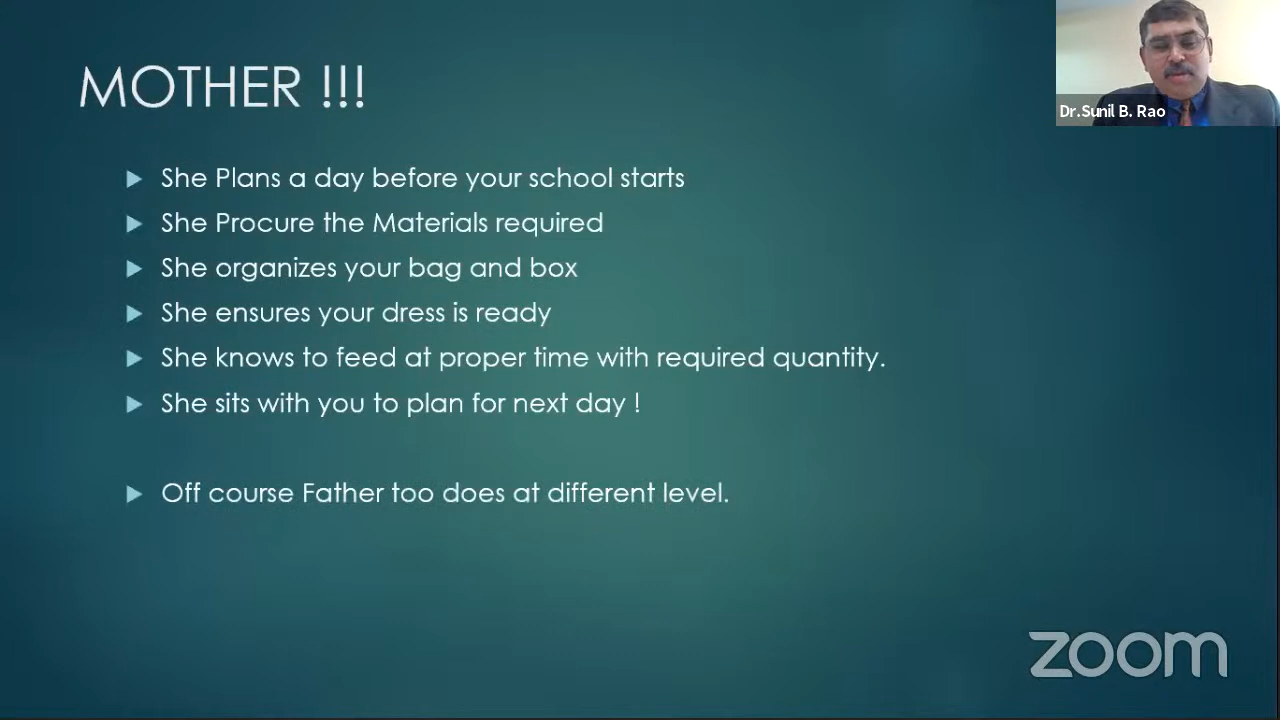 MOTHER !!!
Dr.Sunil B. Rao
She Plans a day before your school starts
She Procure the Materials required
She organizes your bag and box
She ensures your dress is ready
She knows to feed at proper time with required quantity.
She sits with you to plan for next day !
Off course Father too does at different level.
zoom